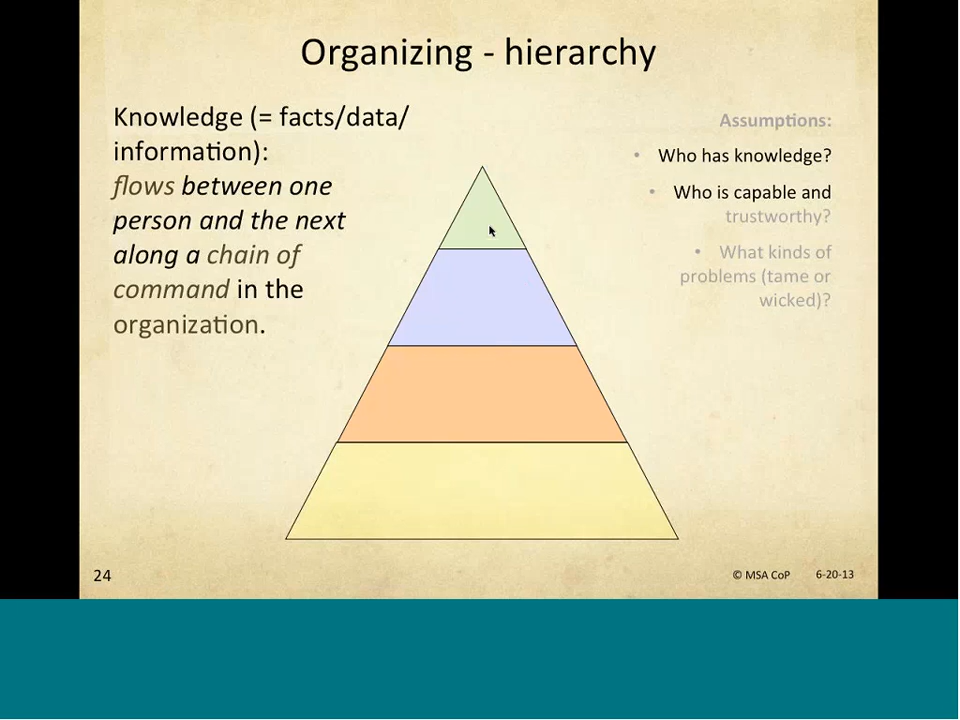 Organizing - hierarchy
Knowledge (= facts/data/
information):
flows between one
person and the next
along a chain of
command in the
organization.
Assumptions:
• Who has knowledge?
• Who is capable and
trustworthy?
• What kinds of
problems (tame or
wicked)?
24
© MSA CoP 6-20-13